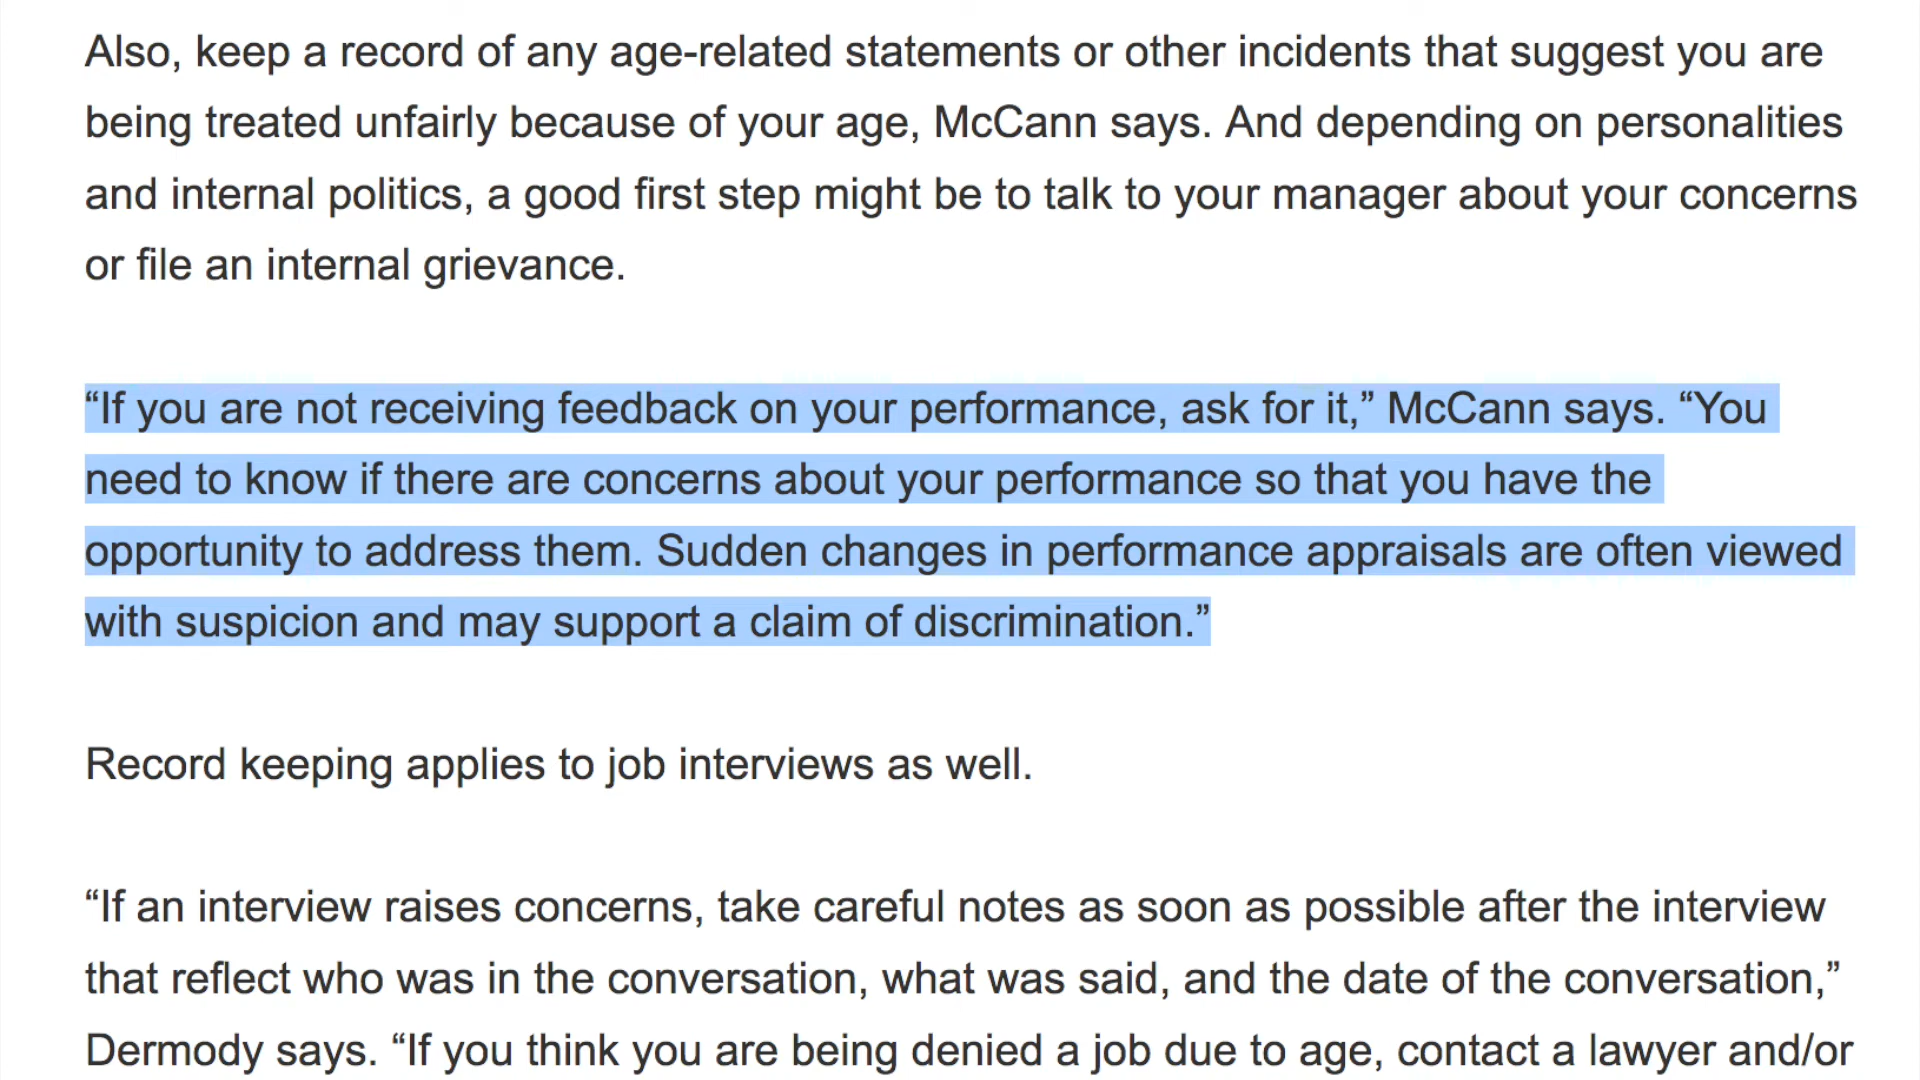 Also, keep a record of any age-related statements or other incidents that suggest you are
being treated unfairly because of your age, McCann says. And depending on personalities
and internal politics, a good first step might be to talk to your manager about your concerns
or file an internal grievance.
“If you are not receiving feedback on your performance, ask for it,” McCann says. “You
need to know if there are concerns about your performance so that you have the
opportunity to address them. Sudden changes in performance appraisals are often viewed
with suspicion and may support a claim of discrimination.”
Record keeping applies to job interviews as well.
“If an interview raises concerns, take careful notes as soon as possible after the interview
that reflect who was in the conversation, what was said, and the date of the conversation,”
Dermody says. “If you think you are being denied a job due to age, contact a lawyer and/or